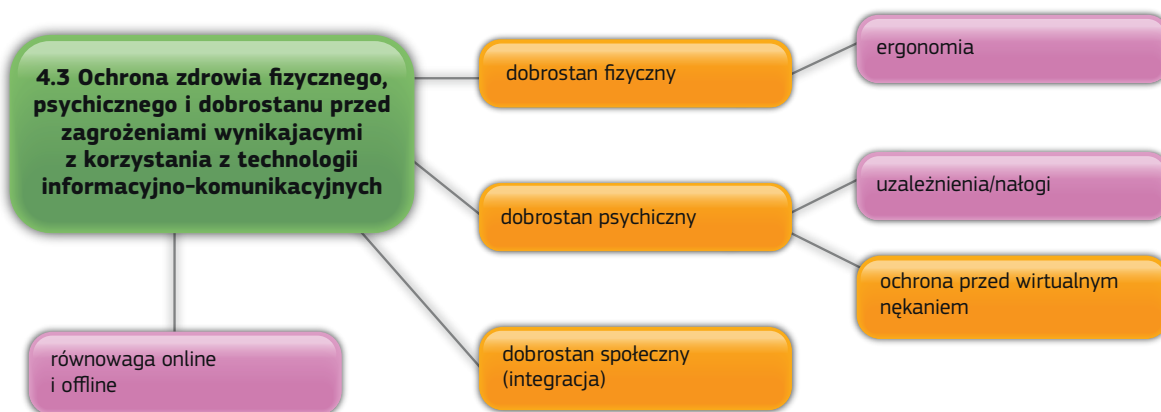 4.3 Ochrona zdrowia fizycznego,
psychicznego i dobrostanu przed
zagrożeniami wynikajacymi
z korzystania z technologii
informacyjno-komunikacyjnych
dobrostan fizyczny
ergonomia
dobrostan psychiczny
uzależnienia/nałogi
ochrona przed wirtualnym
nękaniem
dobrostan społeczny
(integracja)
równowaga online
i offline